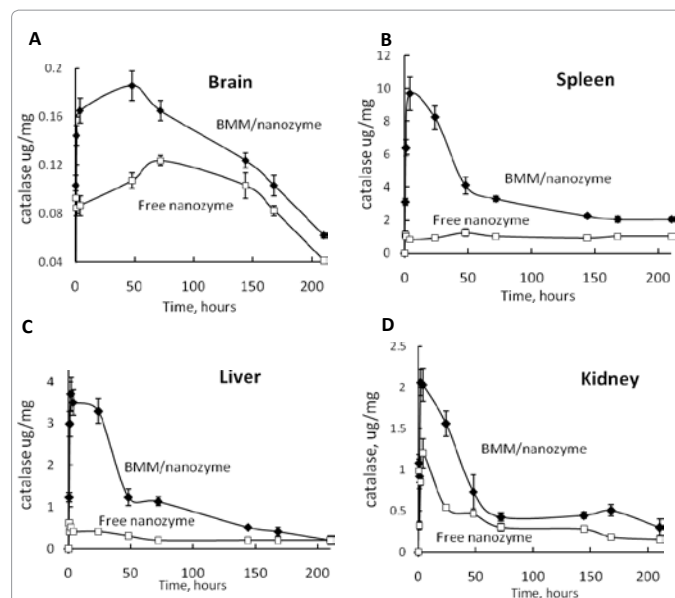 A
Brain
catalase ug/mg
0.2
0.16
0.12
0.08
0.04
BMM/nanozyme
Free nanozyme
0
50
100
150
200
Time, hours
B
Spleen
catalase ug/mg
12
10
8
6
4
2
0
BMM/nanozyme
Free nanozyme
0
50
100
150
200
Time, hours
C
Liver
catalase ug/mg
4
3
2
1
0
BMM/nanozyme
Free nanozyme
0
50
100
150
200
Time, hours
D
Kidney
catalase, ug/mg
2.5
2
1.5
1
0.5
0
BMM/nanozyme
Free nanozyme
0
50
100
150
200
Time, hours